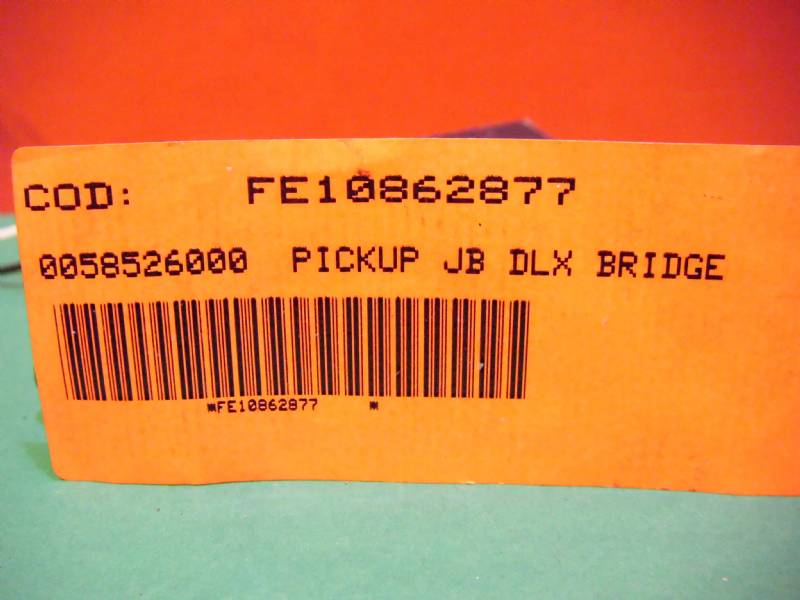 COD: FE10862877
0058526000 PICKUP JB DLX BRIDGE
*FE10862877 *